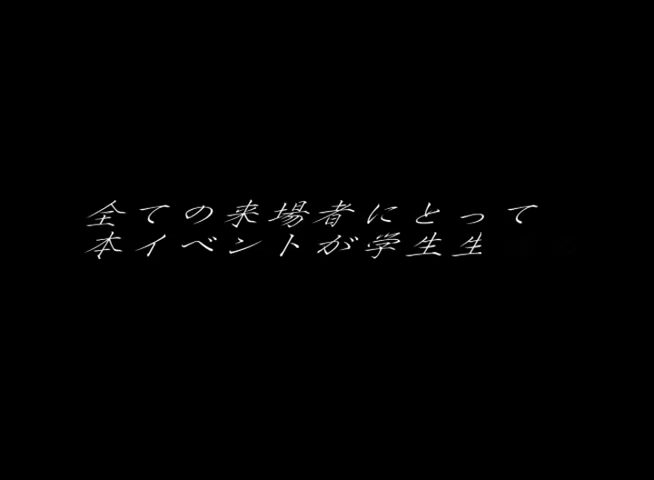 全ての来場者にとって
本イベントが学生生